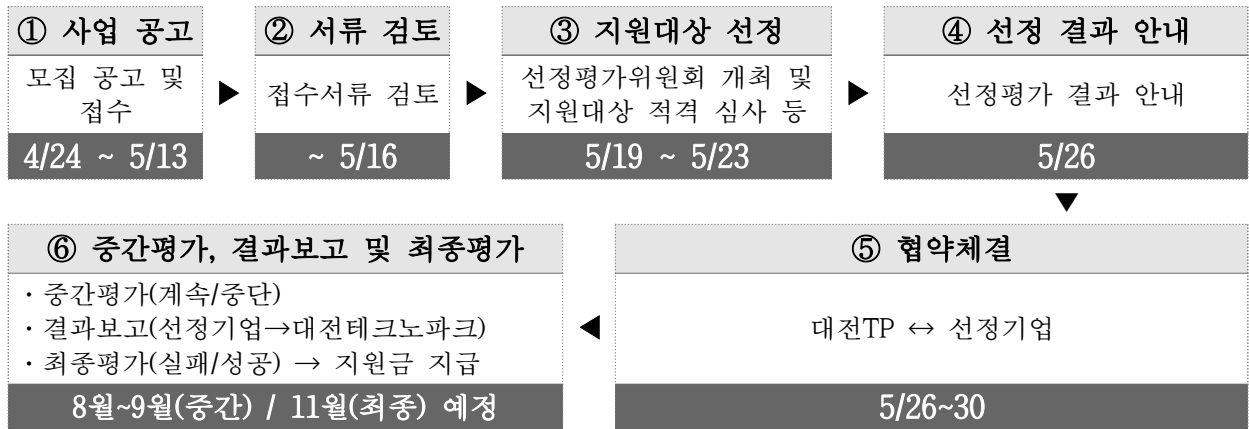 ① 사업 공고
모집 공고 및
접수
4/24 ~ 5/13
② 서류 검토
접수서류 검토
~ 5/16
③ 지원대상 선정
선정평가위원회 개최 및
지원대상 적격 심사 등
5/19 ~ 5/23
④ 선정 결과 안내
선정평가 결과 안내
5/26
⑤ 협약체결
대전TP ↔ 선정기업
5/26~30
⑥ 중간평가, 결과보고 및 최종평가
· 중간평가(계속/중단)
· 결과보고(선정기업→대전테크노파크)
· 최종평가(실패/성공) → 지원금 지급
8월~9월(중간) / 11월(최종) 예정